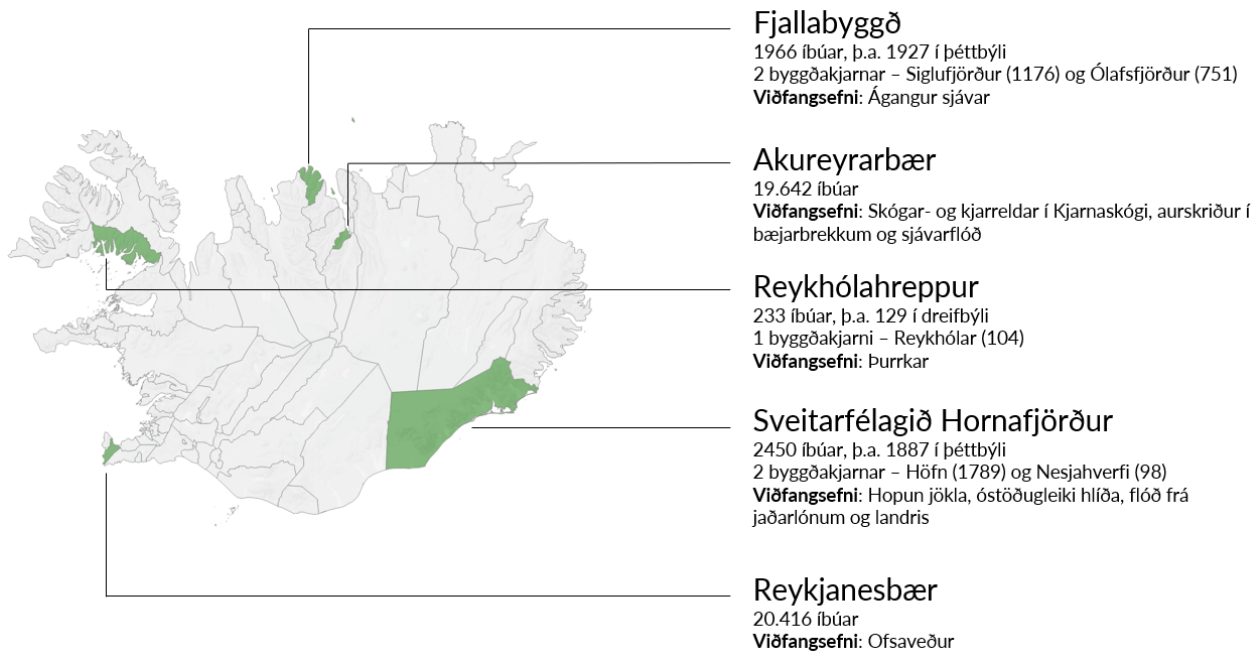 Fjallabyggð
1966 íbúar, þ.a. 1927 í þéttbýli
2 byggðakjarnar – Siglufjörður (1176) og Ólafsfjörður (751)
Viðfangsefni: Ágangur sjávar
Akureyrarbær
19.642 íbúar
Viðfangsefni: Skógar- og kjarreldar í Kjarnaskógi, aurskriður í
bæjarbrekkum og sjávarflóð
Reykhólahreppur
233 íbúar, þ.a. 129 í dreifbýli
1 byggðakjarni – Reykhólar (104)
Viðfangsefni: Þurrkar
Sveitarfélagið Hornafjörður
2450 íbúar, þ.a. 1887 í þéttbýli
2 byggðakjarnar – Höfn (1789) og Nesjahverfi (98)
Viðfangsefni: Hopun jökla, óstöðugleiki hlíða, flóð frá
jaðarlónum og landris
Reykjanesbær
20.416 íbúar
Viðfangsefni: Ofsaveður